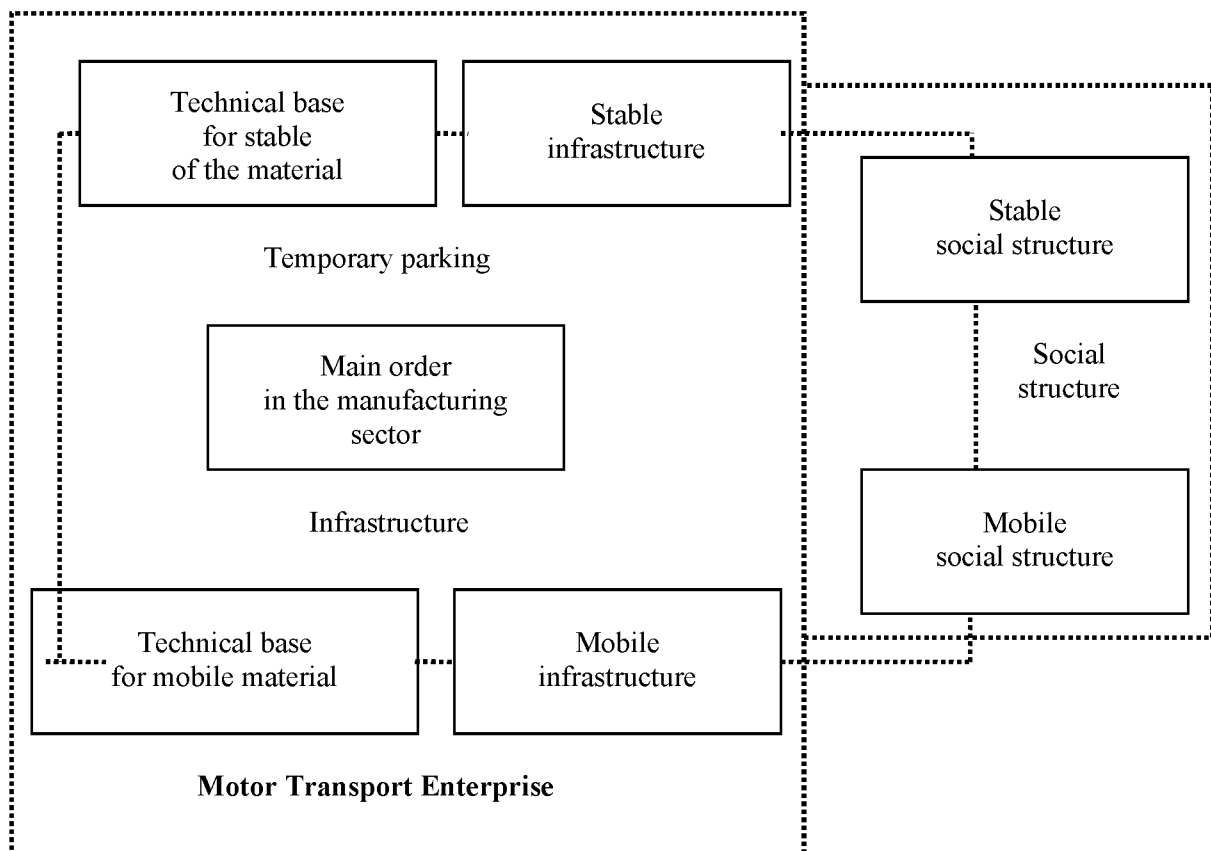 Technical base
for stable
of the material
Stable
infrastructure
Stable
social structure
Temporary parking
Main order
in the manufacturing
sector
Social
structure
Infrastructure
Mobile
social structure
Technical base
for mobile material
Mobile
infrastructure
Motor Transport Enterprise